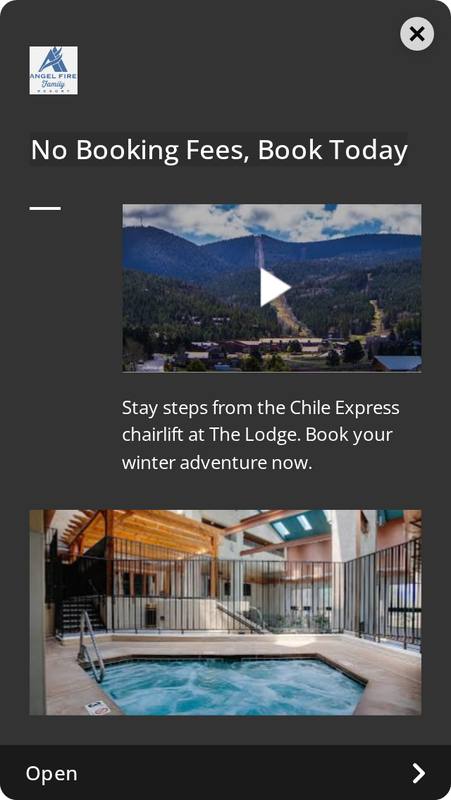 ANGEL FIRE
Family
RESORT
No Booking Fees, Book Today
Stay steps from the Chile Express
chairlift at The Lodge. Book your
winter adventure now.
Open